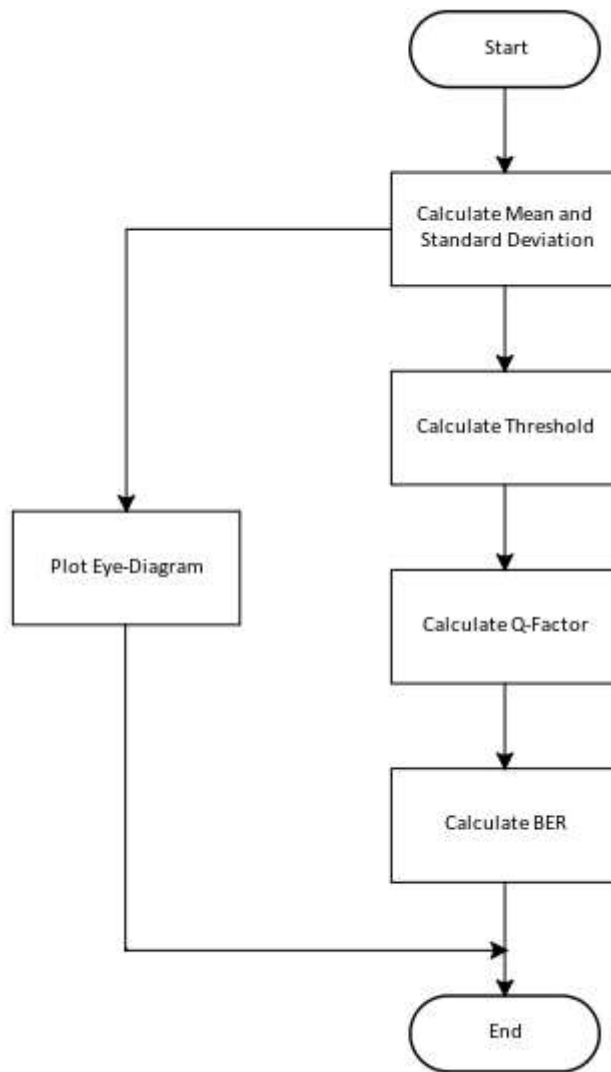 Start
Calculate Mean and
Standard Deviation
Calculate Threshold
Plot Eye-Diagram
Calculate Q-Factor
Calculate BER
End